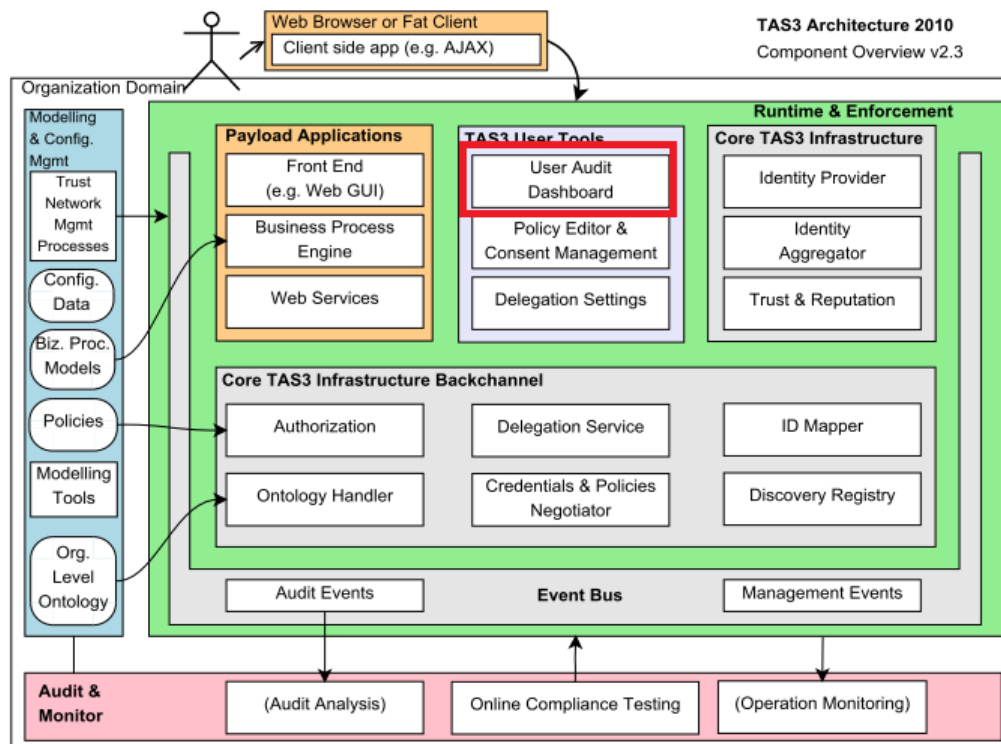 Web Browser or Fat Client
Client side app (e.g. AJAX)
TAS3 Architecture 2010
Component Overview v2.3
Organization Domain
Modelling
& Config.
Mgmt
Trust
Network
Mgmt
Processes
Config.
Data
Biz. Proc.
Models
Policies
Modelling
Tools
Org.
Level
Ontology
Runtime & Enforcement
Payload Applications
Front End
(e.g. Web GUI)
Business Process
Engine
Web Services
TAS3 User Tools
User Audit
Dashboard
Policy Editor &
Consent Management
Delegation Settings
Core TAS3 Infrastructure
Identity Provider
Identity
Aggregator
Trust & Reputation
Core TAS3 Infrastructure Backchannel
Authorization
Delegation Service
ID Mapper
Ontology Handler
Credentials & Policies
Negotiator
Discovery Registry
Audit Events
Event Bus
Management Events
Audit &
Monitor
(Audit Analysis)
Online Compliance Testing
(Operation Monitoring)